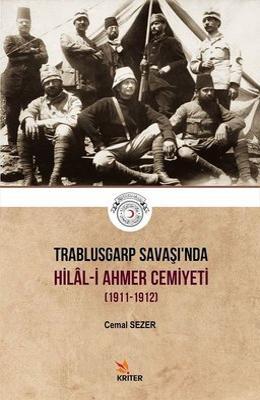 TRABLUSGARP SAVAŞI'NDA
HİLÂL-İ AHMER CEMİYETİ
(1911-1912)
Cemal SEZER
KRİTER